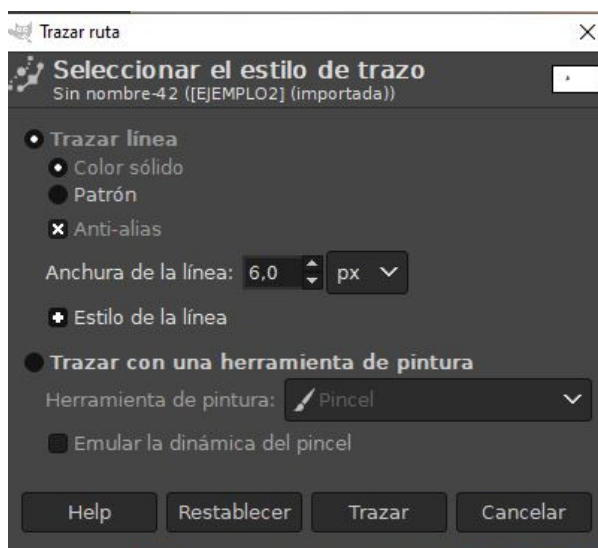 Trazar ruta
Seleccionar el estilo de trazo
Sin nombre-42 ([EJEMPLO2] (importada))
Trazar línea
Color sólido
Patrón
Anti-alias
Anchura de la línea: 6,0 px
Estilo de la línea
Trazar con una herramienta de pintura
Herramienta de pintura: Pincel
Emular la dinámica del pincel
Help Restablecer Trazar Cancelar